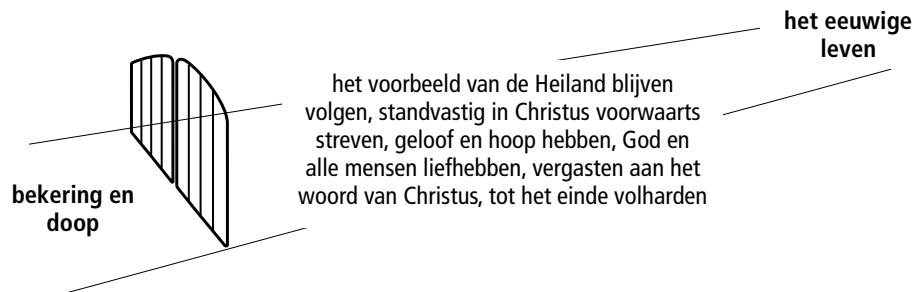 het eeuwige
leven
het voorbeeld van de Heiland blijven
volgen, standvastig in Christus voorwaarts
streven, geloof en hoop hebben, God en
alle mensen liefhebben, vergasten aan het
woord van Christus, tot het einde volharden
bekering en
doop